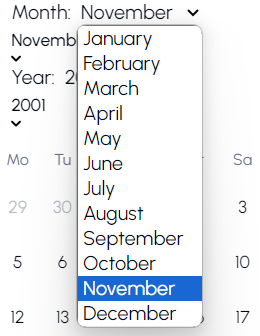 Month: November
Novemb
January
February
March
Year: 2
2001
April
May
Mo Tu Sa
June
July
29 30 3
August
September
5 6 10
October
November
12 13 17
December